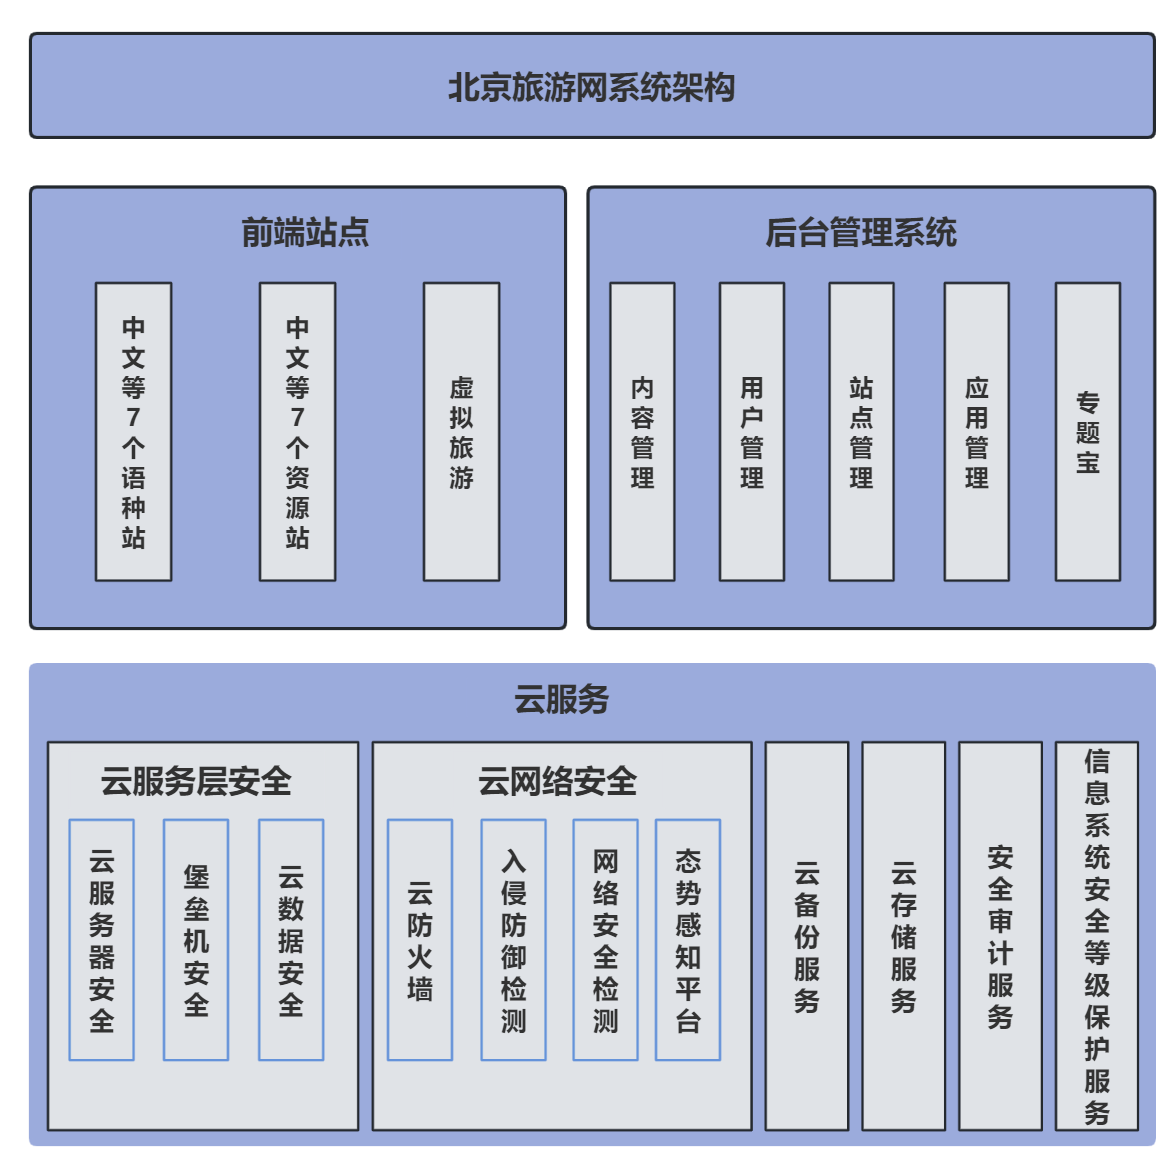 北京旅游网系统架构
前端站点
中文等7个语种站
中文等7个资源站
虚拟旅游
后台管理系统
内容管理
用户管理
站点管理
应用管理
专题宝
云服务
云服务层安全
云服务器安全
堡垒机安全
云数据安全
云网络安全
云防火墙
入侵防御检测
网络安全检测
态势感知平台
云备份服务
云存储服务
安全审计服务
信息系统安全等级保护服务